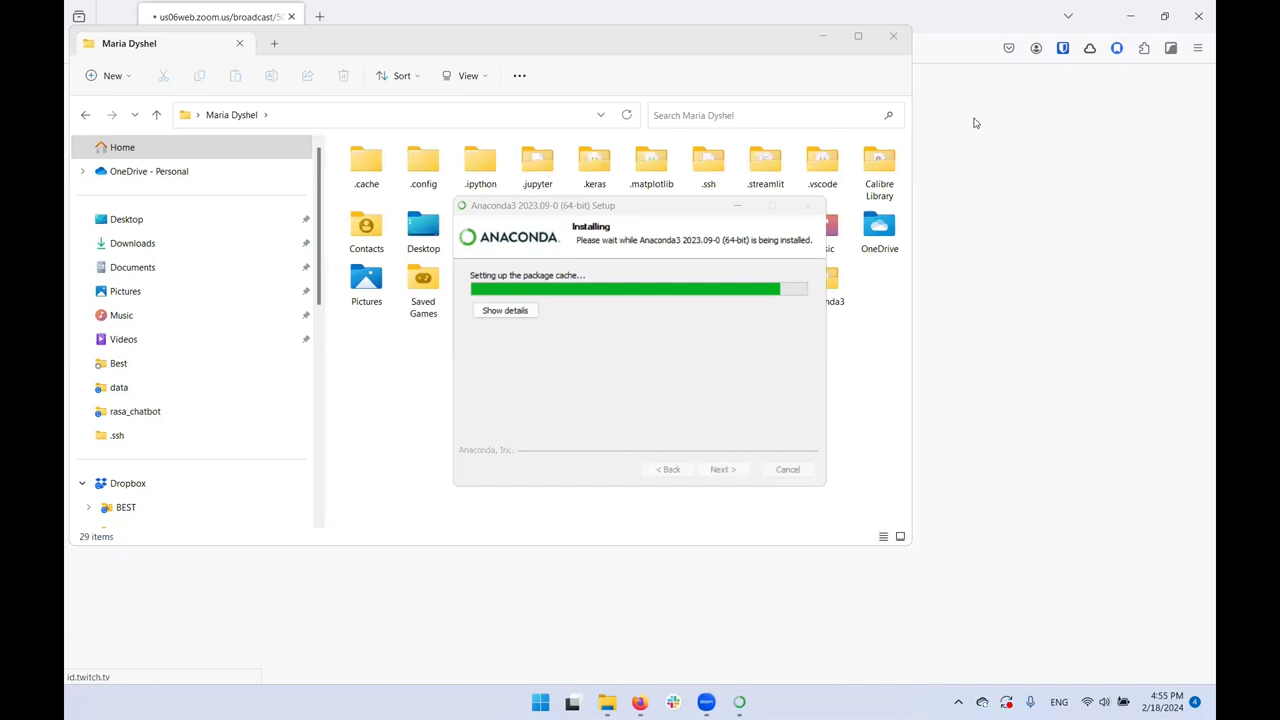 us06web.zoom.us/broadcast/50
Maria Dyshel
New
Sort
View
Maria Dyshel
Search Maria Dyshel
Home
OneDrive - Personal
Desktop
Downloads
Documents
Pictures
Music
Videos
Best
data
rasa_chatbot
.ssh
Dropbox
BEST
.cache
.config
.ipython
.jupyter
.keras
.matplotlib
.ssh
.streamlit
.vscode
Calibre
Library
Contacts
Desktop
OneDrive
Pictures
Saved
Games
Anaconda3 2023.09-0 (64-bit) Setup
ANACONDA.
Installing
Please wait while Anaconda3 2023.09-0 (64-bit) is being installed.
Setting up the package cache...
Show details
Anaconda, Inc.
< Back
Next >
Cancel
29 items
id.twitch.tv
zoom
ENG
4:55 PM
2/18/2024
4